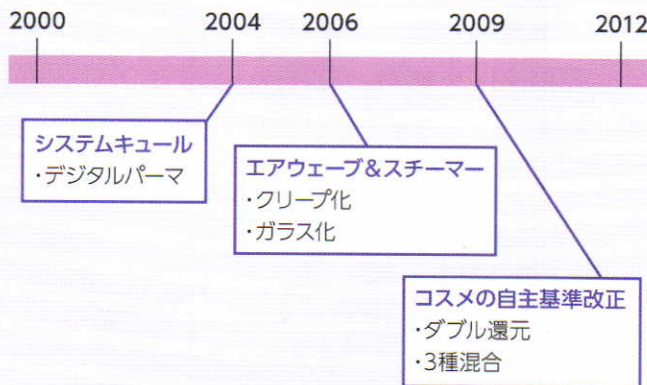 2000 2004 2006 2009 2012
システムキュール
・デジタルパーマ
エアウェーブ&スチーマー
・クリープ化
・ガラス化
コスメの自主基準改正
・ダブル還元
・3種混合